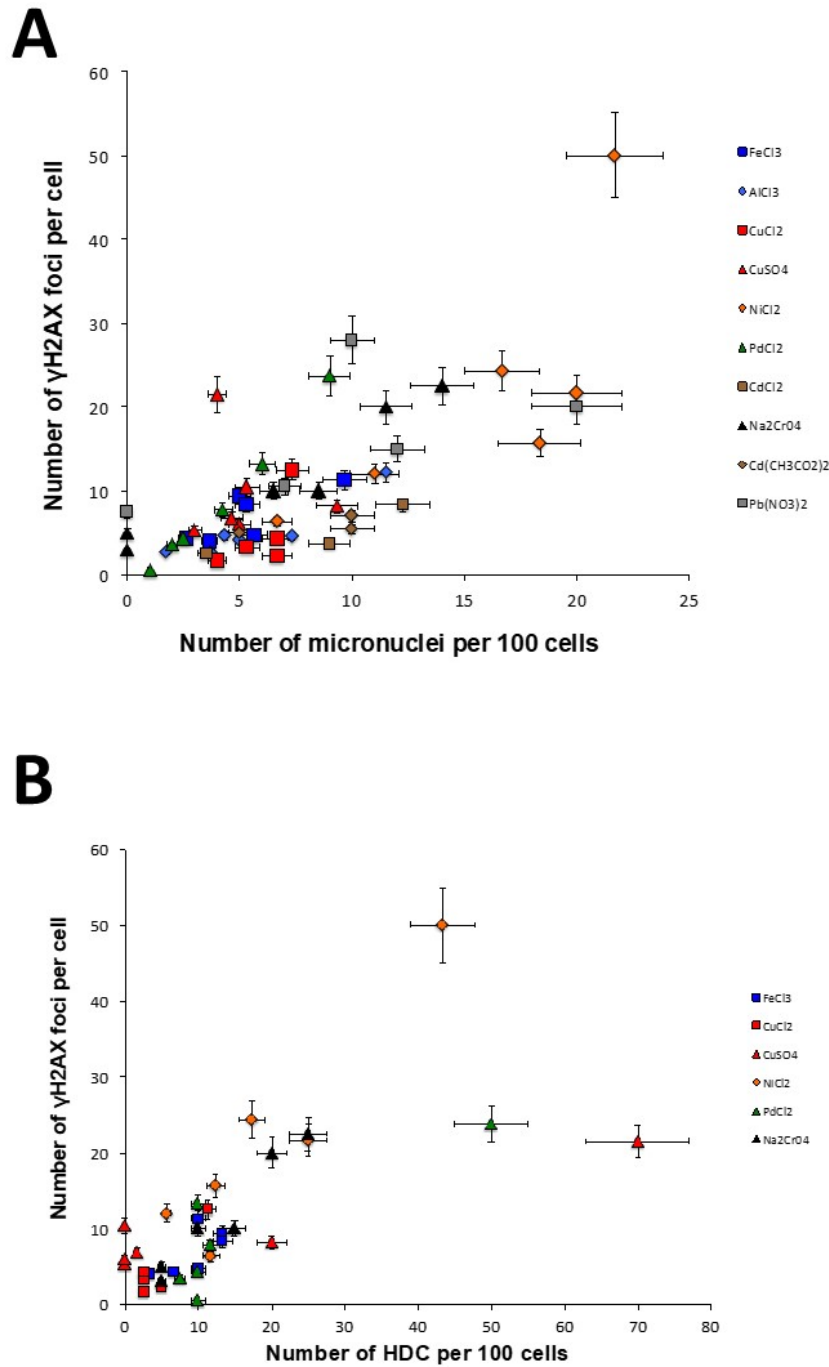 A
60
50
40
30
20
10
0
Number of γH2AX foci per cell
0 5 10 15 20 25
Number of micronuclei per 100 cells
FeCl3
AlCl3
CuCl2
CuSO4
NiCl2
PdCl2
CdCl2
Na2Cr04
Cd(CH3CO2)2
Pb(NO3)2
B
60
50
40
30
20
10
0
Number of γH2AX foci per cell
0 10 20 30 40 50 60 70 80
Number of HDC per 100 cells
FeCl3
CuCl2
CuSO4
NiCl2
PdCl2
Na2Cr04